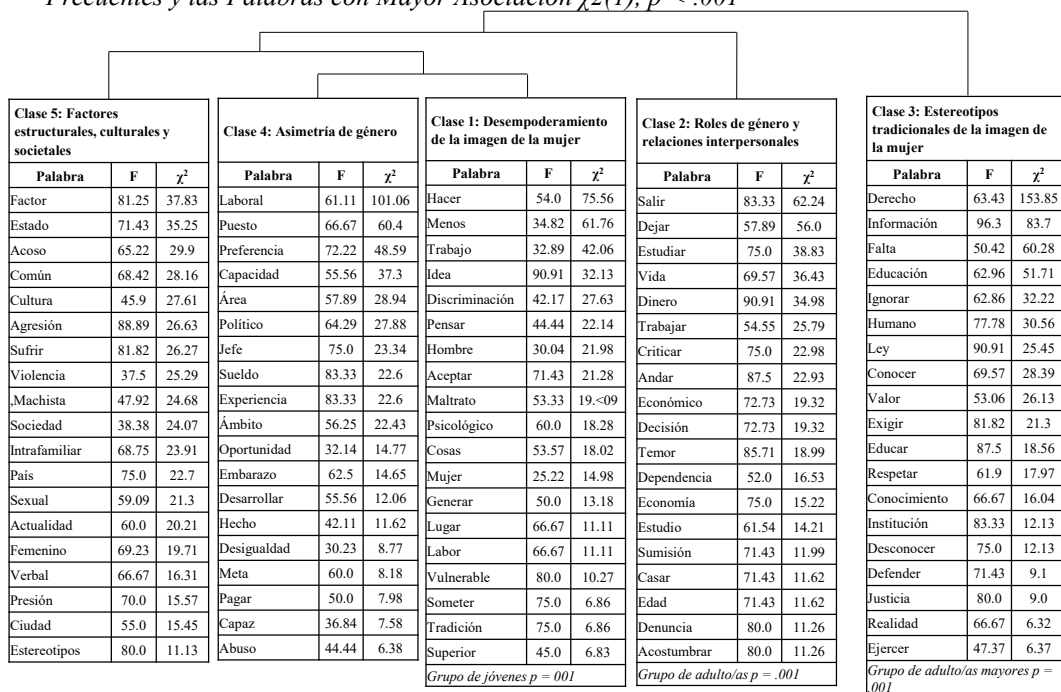 Frecuentes y las Palabras con Mayor Asociación χ2(1), p < .001
Clase 5: Factores
estructurales, culturales y
societales
Palabra F χ²
Factor 81.25 37.83
Estado 71.43 35.25
Acoso 65.22 29.9
Común 68.42 28.16
Cultura 45.9 27.61
Agresión 88.89 26.63
Sufrir 81.82 26.27
Violencia 37.5 25.29
,Machista 47.92 24.68
Sociedad 38.38 24.07
Intrafamiliar 68.75 23.91
País 75.0 22.7
Sexual 59.09 21.3
Actualidad 60.0 20.21
Femenino 69.23 19.71
Verbal 66.67 16.31
Presión 70.0 15.57
Ciudad 55.0 15.45
Estereotipos 80.0 11.13
Clase 4: Asimetría de género
Palabra F χ²
Laboral 61.11 101.06
Puesto 66.67 60.4
Preferencia 72.22 48.59
Capacidad 55.56 37.3
Área 57.89 28.94
Político 64.29 27.88
Jefe 75.0 23.34
Sueldo 83.33 22.6
Experiencia 83.33 22.6
Ámbito 56.25 22.43
Oportunidad 32.14 14.77
Embarazo 62.5 14.65
Desarrollar 55.56 12.06
Hecho 42.11 11.62
Desigualdad 30.23 8.77
Meta 60.0 8.18
Pagar 50.0 7.98
Capaz 36.84 7.58
Abuso 44.44 6.38
Clase 1: Desempoderamiento
de la imagen de la mujer
Palabra F χ²
Hacer 54.0 75.56
Menos 34.82 61.76
Trabajo 32.89 42.06
Idea 90.91 32.13
Discriminación 42.17 27.63
Pensar 44.44 22.14
Hombre 30.04 21.98
Aceptar 71.43 21.28
Maltrato 53.33 19.<09
Psicológico 60.0 18.28
Cosas 53.57 18.02
Mujer 25.22 14.98
Generar 50.0 13.18
Lugar 66.67 11.11
Labor 66.67 11.11
Vulnerable 80.0 10.27
Someter 75.0 6.86
Tradición 75.0 6.86
Superior 45.0 6.83
Grupo de jóvenes p = 001
Clase 2: Roles de género y
relaciones interpersonales
Palabra F χ²
Salir 83.33 62.24
Dejar 57.89 56.0
Estudiar 75.0 38.83
Vida 69.57 36.43
Dinero 90.91 34.98
Trabajar 54.55 25.79
Criticar 75.0 22.98
Andar 87.5 22.93
Económico 72.73 19.32
Decisión 72.73 19.32
Temor 85.71 18.99
Dependencia 52.0 16.53
Economía 75.0 15.22
Estudio 61.54 14.21
Sumisión 71.43 11.99
Casar 71.43 11.62
Edad 71.43 11.62
Denuncia 80.0 11.26
Acostumbrar 80.0 11.26
Grupo de adulto/as p = .001
Clase 3: Estereotipos
tradicionales de la imagen de
la mujer
Palabra F χ²
Derecho 63.43 153.85
Información 96.3 83.7
Falta 50.42 60.28
Educación 62.96 51.71
Ignorar 62.86 32.22
Humano 77.78 30.56
Ley 90.91 25.45
Conocer 69.57 28.39
Valor 53.06 26.13
Exigir 81.82 21.3
Educar 87.5 18.56
Respetar 61.9 17.97
Conocimiento 66.67 16.04
Institución 83.33 12.13
Desconocer 75.0 12.13
Defender 71.43 9.1
Justicia 80.0 9.0
Realidad 66.67 6.32
Ejercer 47.37 6.37
Grupo de adulto/as mayores p =
.001